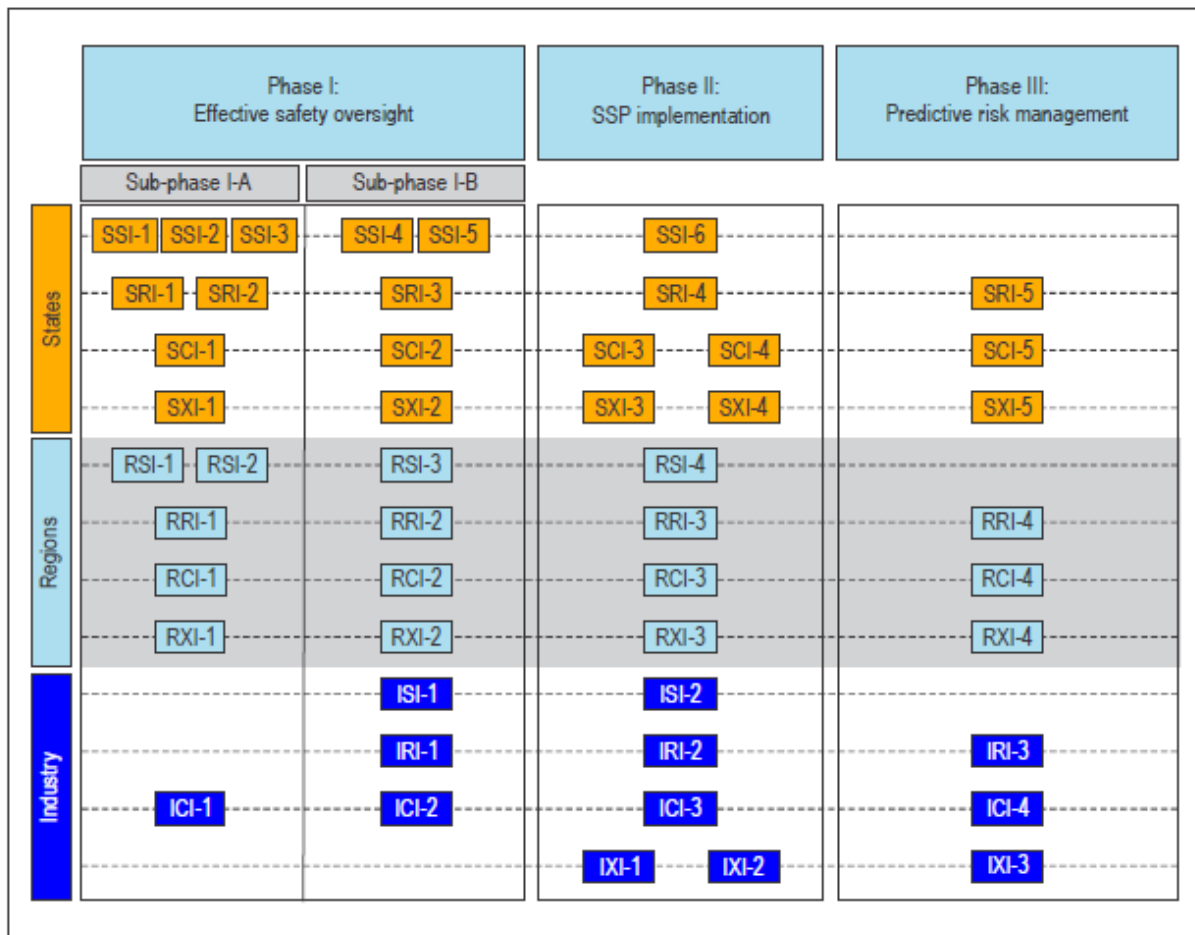 Phase I:
Effective safety oversight
Phase II:
SSP implementation
Phase III:
Predictive risk management
Sub-phase I-A
Sub-phase I-B
States
SSI-1 SSI-2 SSI-3 SSI-4 SSI-5 SSI-6
SRI-1 SRI-2 SRI-3 SRI-4 SRI-5
SCI-1 SCI-2 SCI-3 SCI-4 SCI-5
SXI-1 SXI-2 SXI-3 SXI-4 SXI-5
Regions
RSI-1 RSI-2 RSI-3 RSI-4
RRI-1 RRI-2 RRI-3 RRI-4
RCI-1 RCI-2 RCI-3 RCI-4
RXI-1 RXI-2 RXI-3 RXI-4
Industry
ISI-1 ISI-2
IRI-1 IRI-2 IRI-3
ICI-1 ICI-2 ICI-3 ICI-4
IXI-1 IXI-2 IXI-3